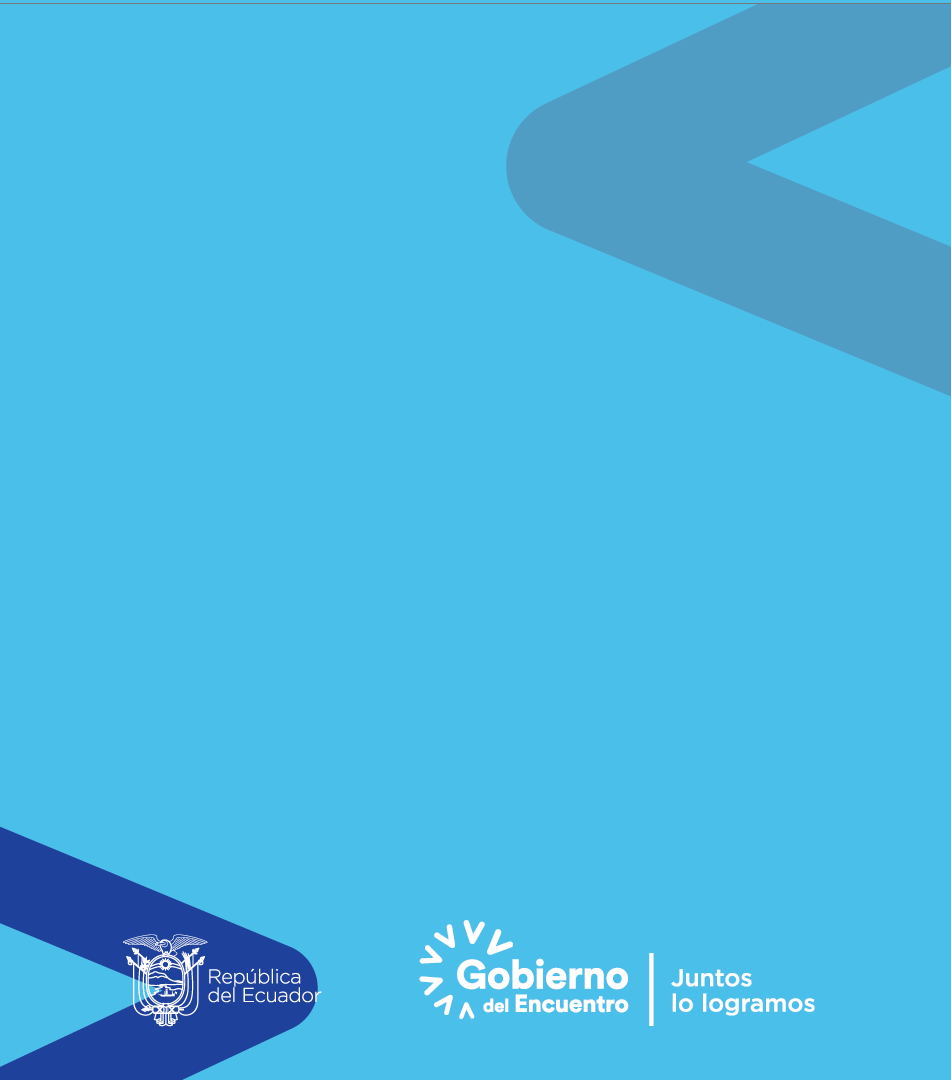 República
del Ecuador
Gobierno
del Encuentro
Juntos
lo logramos